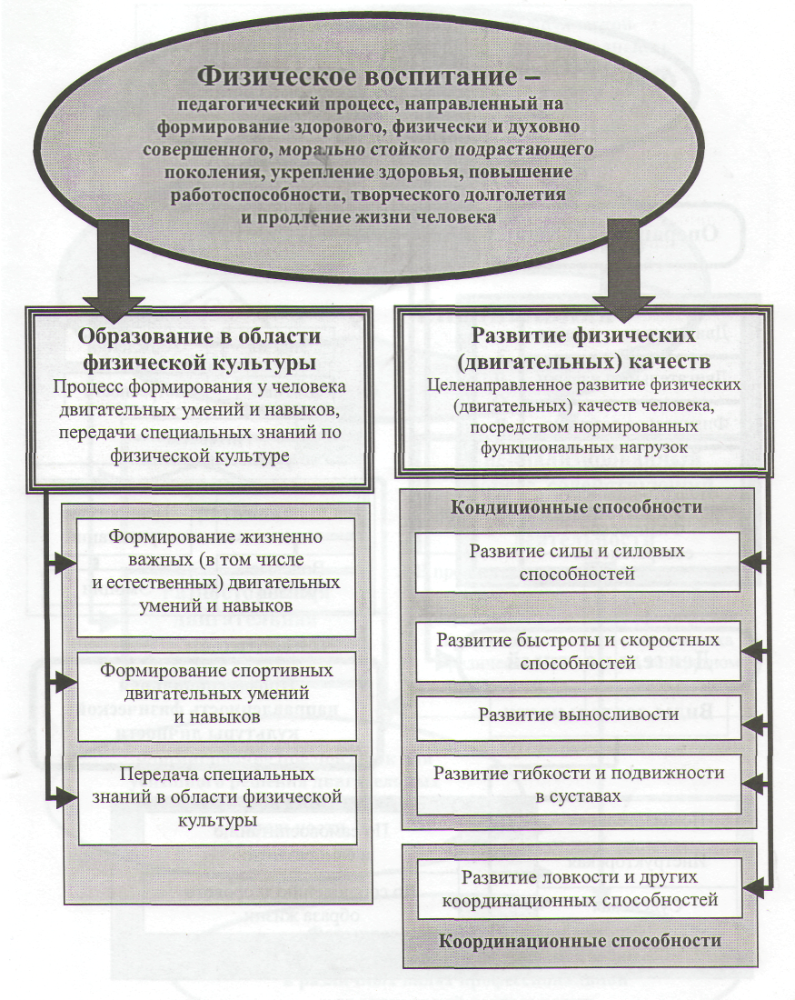 Физическое воспитание –
педагогический процесс, направленный на
формирование здорового, физически и духовно
совершенного, морально стойкого подрастающего
поколения, укрепление здоровья, повышение
работоспособности, творческого долголетия
и продление жизни человека
Образование в области
физической культуры
Процесс формирования у человека
двигательных умений и навыков,
передачи специальных знаний по
физической культуре
Формирование жизненно
важных (в том числе
и естественных) двигательных
умений и навыков
Формирование спортивных
двигательных умений
и навыков
Передача специальных
знаний в области физической
культуры
Развитие физических
(двигательных) качеств
Целенаправленное развитие физических
(двигательных) качеств человека,
посредством нормированных
функциональных нагрузок
Кондиционные способности
Развитие силы и силовых
способностей
Развитие быстроты и скоростных
способностей
Развитие выносливости
Развитие гибкости и подвижности
в суставах
Развитие ловкости и других
координационных способностей
Координационные способности